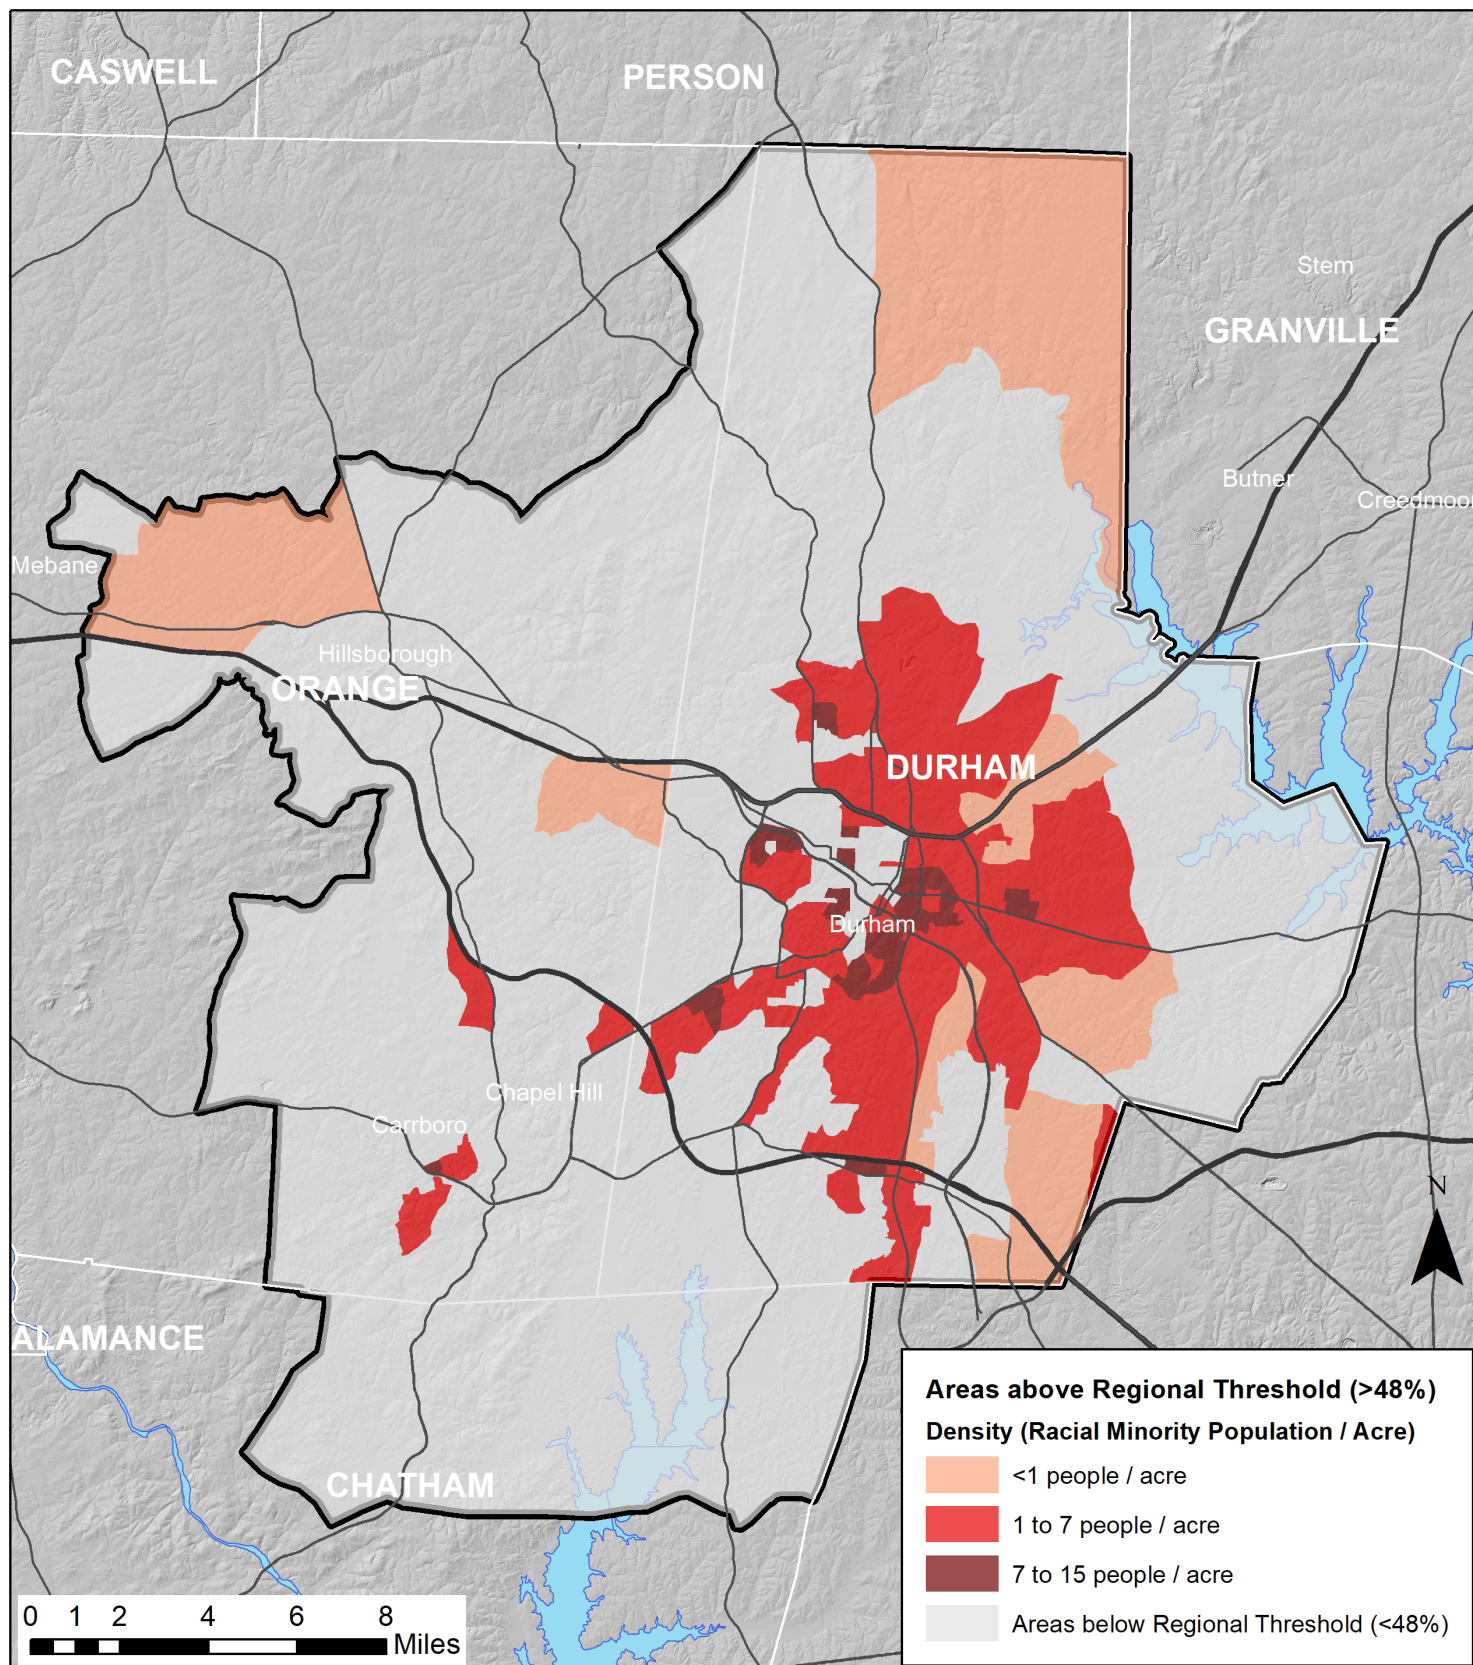 CASWELL
PERSON
Stem
GRANVILLE
Butner
Creedmoor
Mebane
Hillsborough
ORANGE
DURHAM
Durham
Chapel Hill
Carrboro
N
ALAMANCE
CHATHAM
Areas above Regional Threshold (>48%)
Density (Racial Minority Population / Acre)
<1 people / acre
1 to 7 people / acre
7 to 15 people / acre
Areas below Regional Threshold (<48%)
0 1 2 4 6 8
Miles